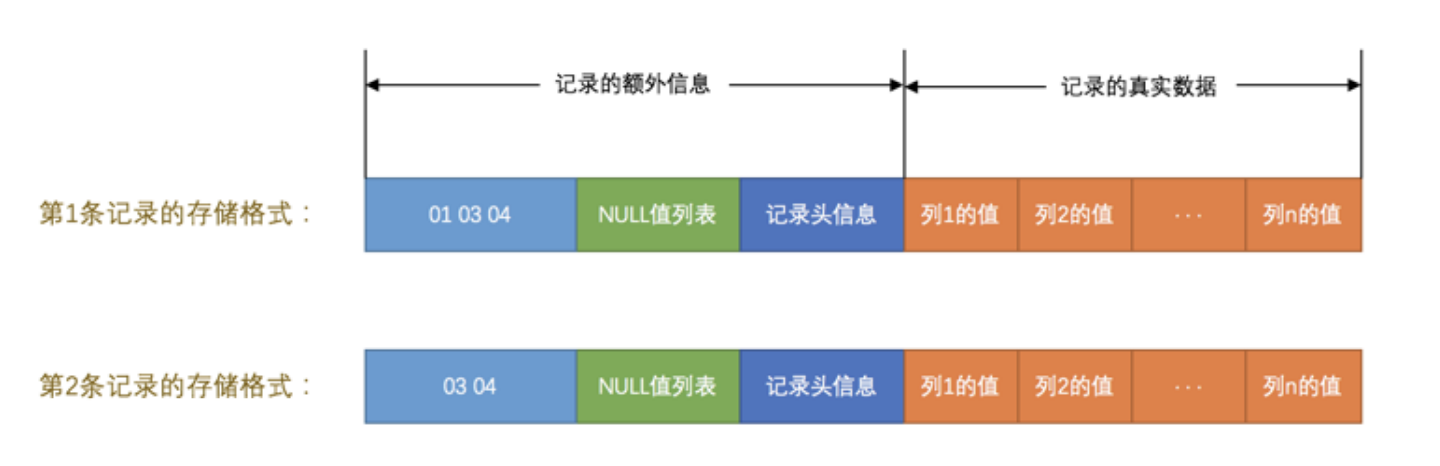 记录的额外信息 记录的真实数据
第1条记录的存储格式： 01 03 04 NULL值列表 记录头信息 列1的值 列2的值 ... 列n的值
第2条记录的存储格式： 03 04 NULL值列表 记录头信息 列1的值 列2的值 ... 列n的值